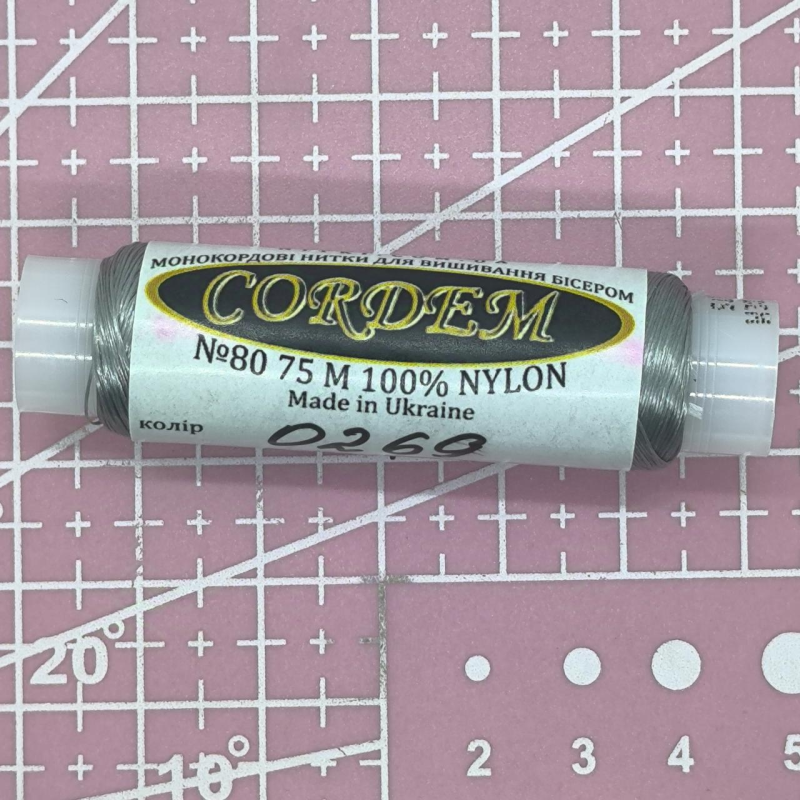 МОНОКОРДОВІ НИТКИ ДЛЯ ВИШИВАННЯ БІСЕРОМ
CORDEM
№80 75 М 100% NYLON
Made in Ukraine
колір 0269
20°
10°
2 3 4 5